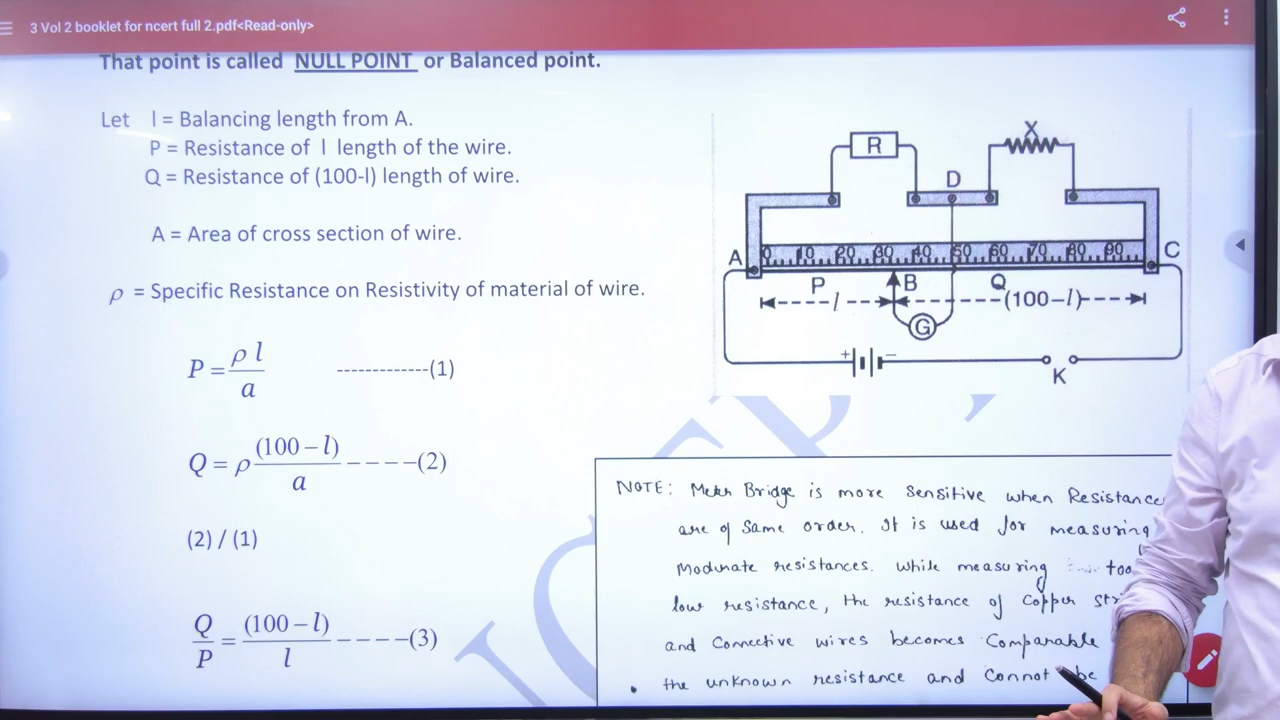 3 Vol 2 booklet for ncert full 2.pdf<Read-only>
That point is called NULL POINT or Balanced point.
Let l = Balancing length from A.
P = Resistance of l length of the wire.
Q = Resistance of (100-l) length of wire.
A = Area of cross section of wire.
ρ = Specific Resistance on Resistivity of material of wire.
P = ρ l / a -------------(1)
Q = ρ (100 – l) / a – – – –(2)
(2) / (1)
Q / P = (100 – l) / l – – – –(3)
R
X
D
A
0 10 20 30 40 50 60 70 80 90
C
P
B
Q
l
(100–l)
G
+ –
K
NOTE: Meter Bridge is more Sensitive when Resistance
are of Same order. It is used for measuring
Moderate resistances. While measuring too
low resistance, the resistance of Copper
and Connective wires becomes Comparable
the unknown resistance and Connot be